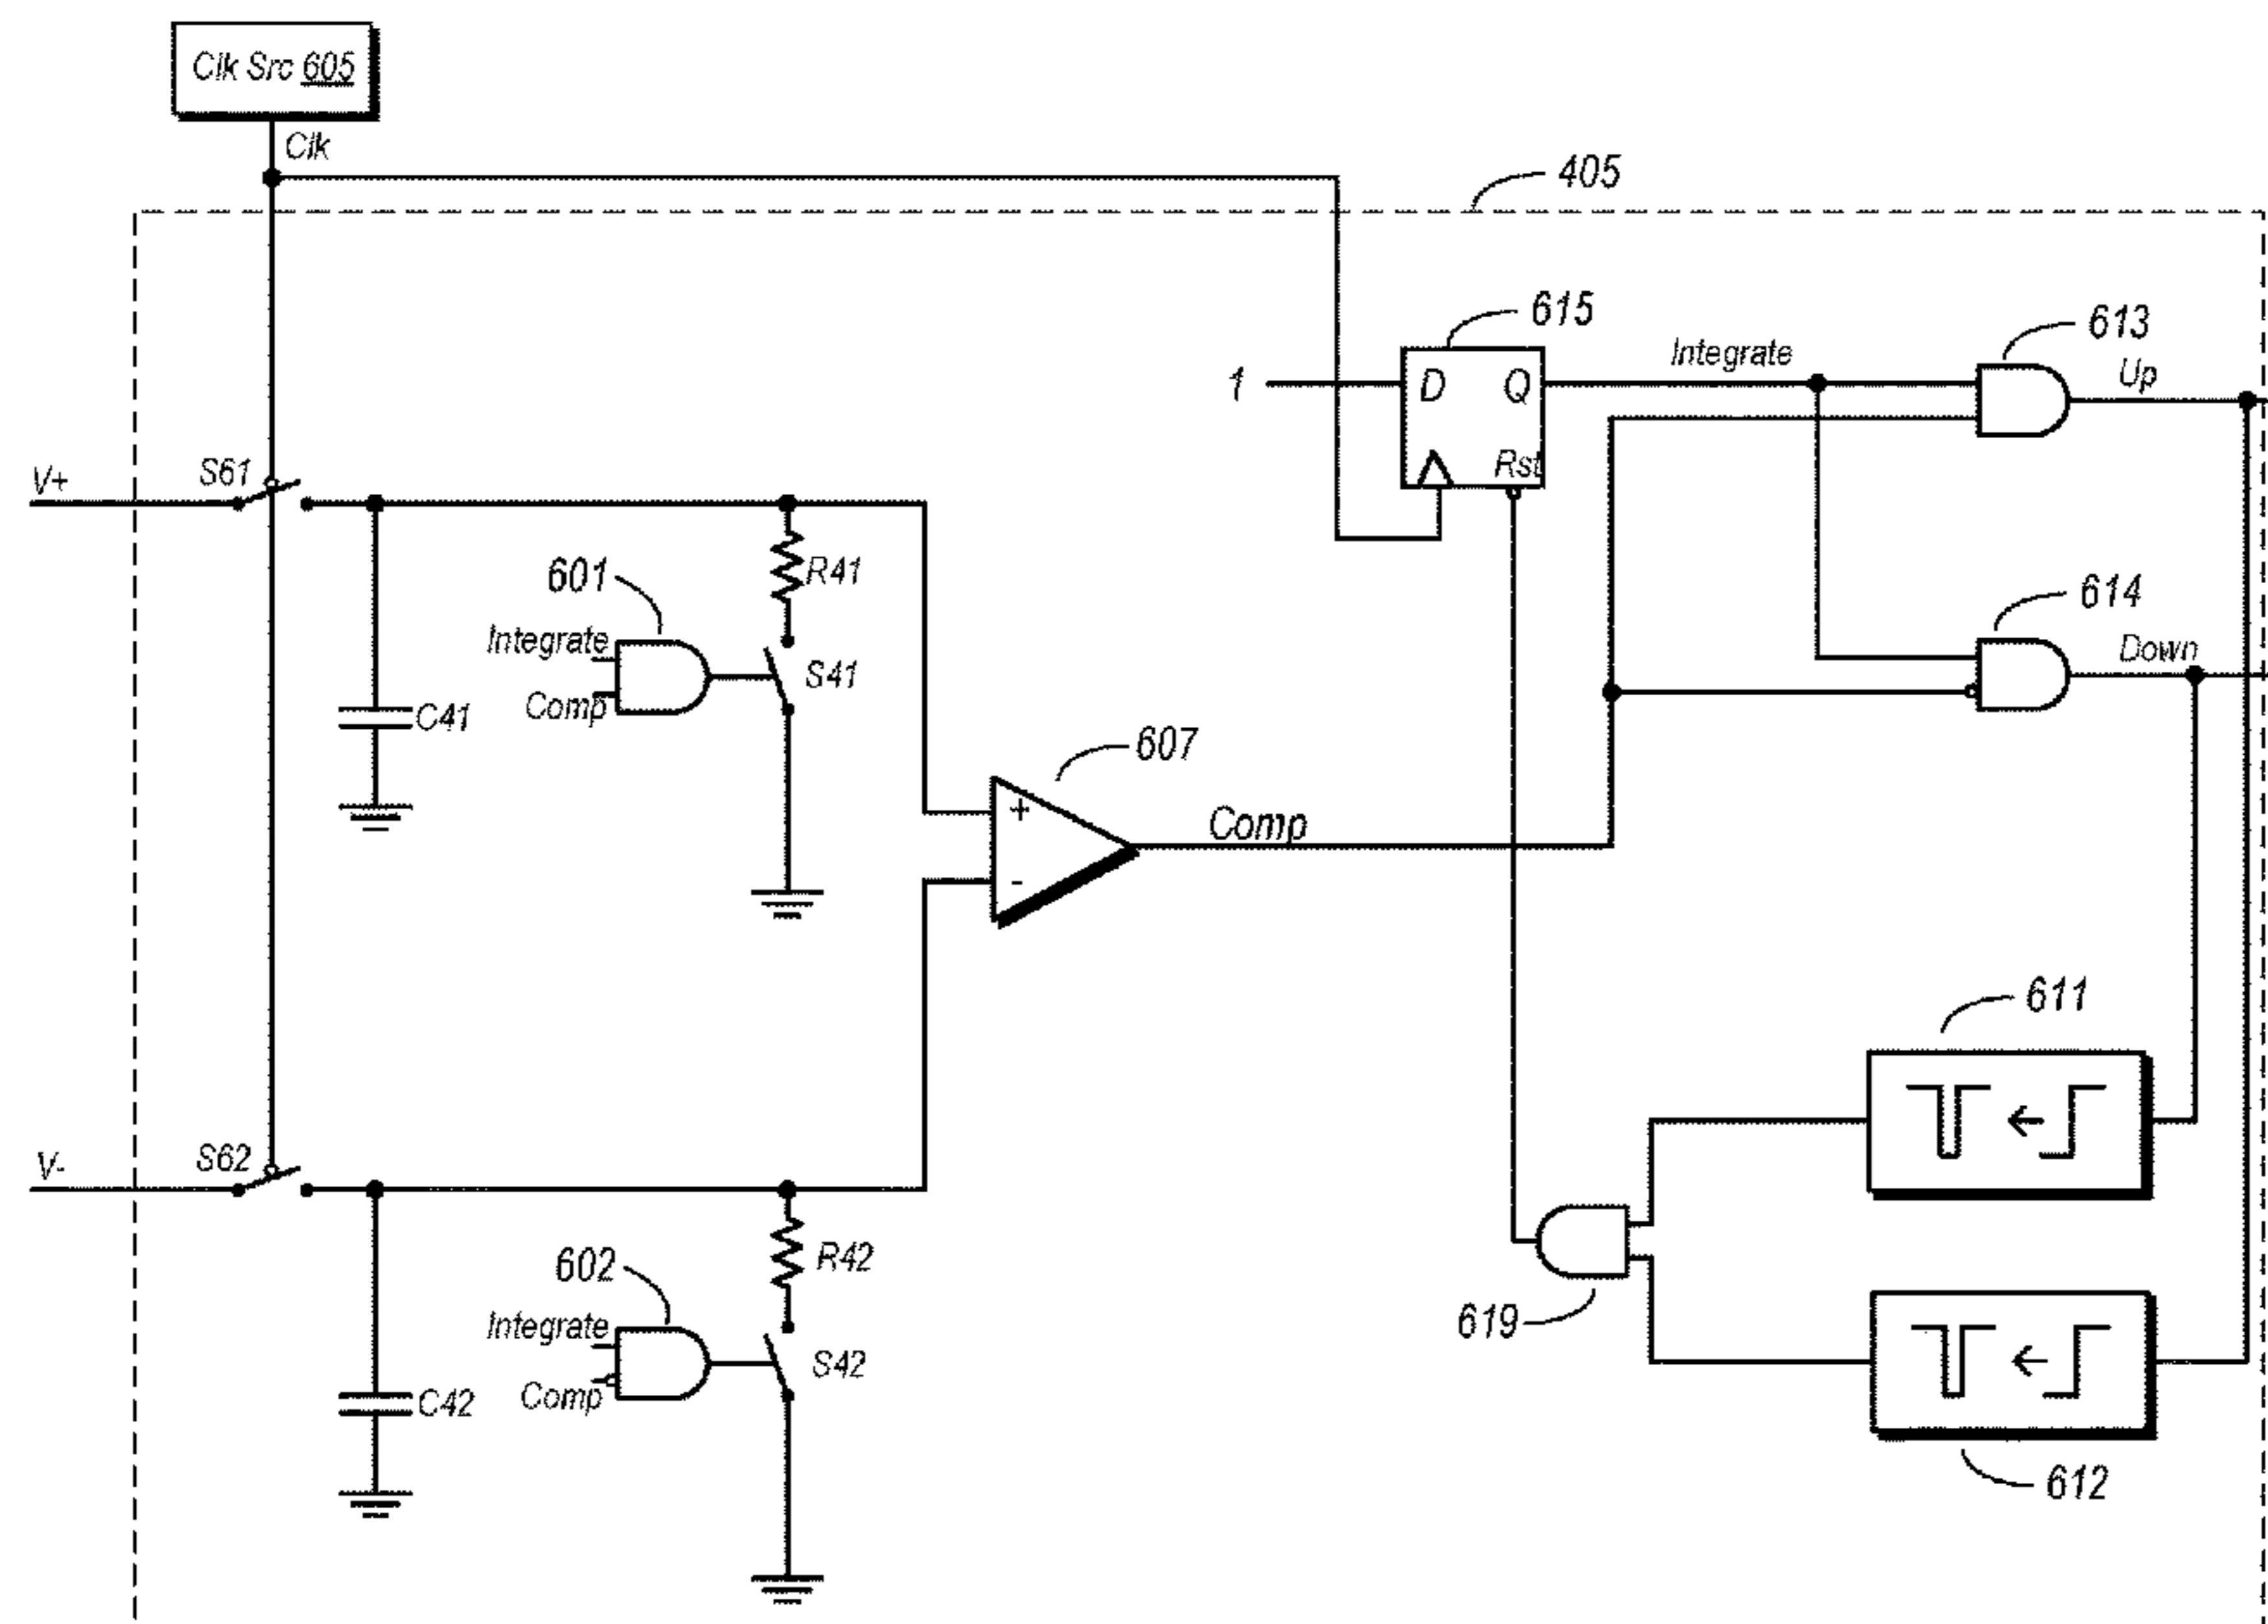 Clk Src 605
Clk
405
615
613
Integrate
Up
1
D
Q
Rst
S61
V+
601
R41
614
Integrate
Down
S41
Comp
C41
607
+
Comp
-
611
S62
V-
602
R42
619
Integrate
S42
Comp
C42
612